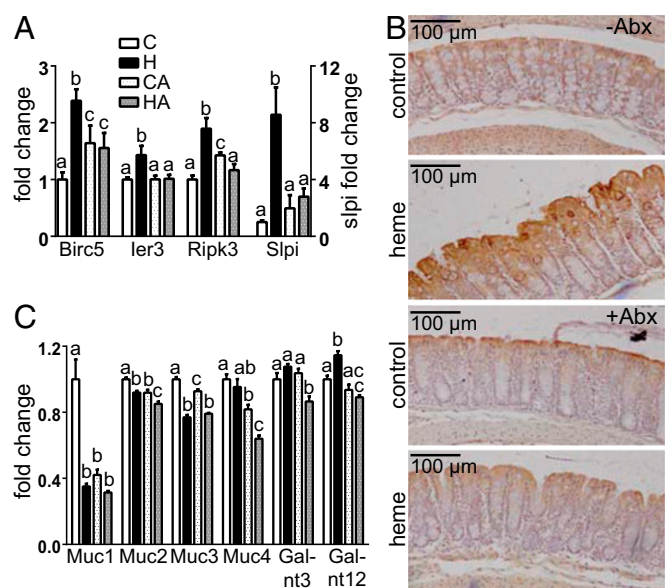 A
fold change
3
2
1
0
C
H
CA
HA
a b c c
a b a a
a b c a
a b a a
12
8
4
0
slpi fold change
Birc5 Ier3 Ripk3 Slpi
B
100 µm
-Abx
control
100 µm
heme
100 µm
+Abx
control
100 µm
heme
C
fold change
1.2
0.8
0.4
0.0
a b b b
a b b c
a b c b
a ab b c
a a a b
a b ac c
Muc1 Muc2 Muc3 Muc4 Gal-nt3 Gal-nt12